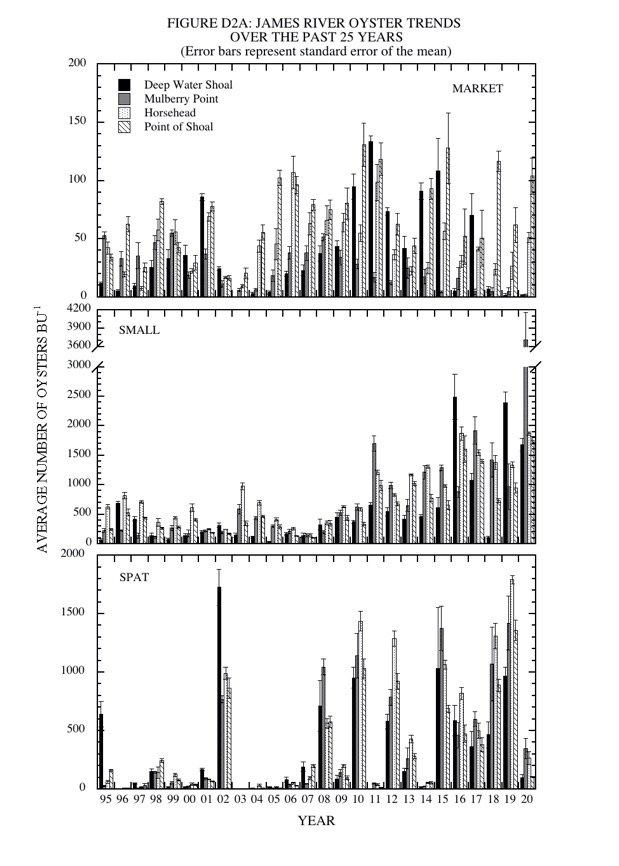 FIGURE D2A: JAMES RIVER OYSTER TRENDS
OVER THE PAST 25 YEARS
(Error bars represent standard error of the mean)
200
150
100
50
0
Deep Water Shoal
Mulberry Point
Horsehead
Point of Shoal
MARKET
AVERAGE NUMBER OF OYSTERS BU-1
4200
3900
3600
3000
2500
2000
1500
1000
500
0
SMALL
2000
1500
1000
500
0
SPAT
95 96 97 98 99 00 01 02 03 04 05 06 07 08 09 10 11 12 13 14 15 16 17 18 19 20
YEAR